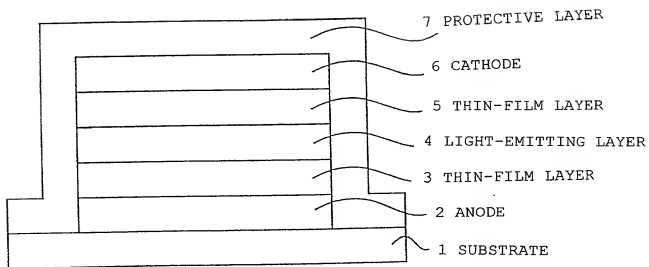 7 PROTECTIVE LAYER
6 CATHODE
5 THIN-FILM LAYER
4 LIGHT-EMITTING LAYER
3 THIN-FILM LAYER
2 ANODE
1 SUBSTRATE